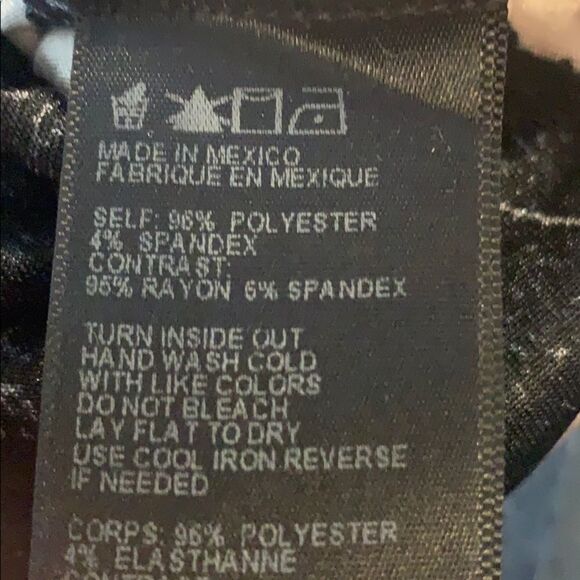 MADE IN MEXICO
FABRIQUE EN MEXIQUE
SELF: 96% POLYESTER
4% SPANDEX
CONTRAST:
95% RAYON 5% SPANDEX
TURN INSIDE OUT
HAND WASH COLD
WITH LIKE COLORS
DO NOT BLEACH
LAY FLAT TO DRY
USE COOL IRON REVERSE
IF NEEDED
CORPS: 96% POLYESTER
4% ELASTHANNE